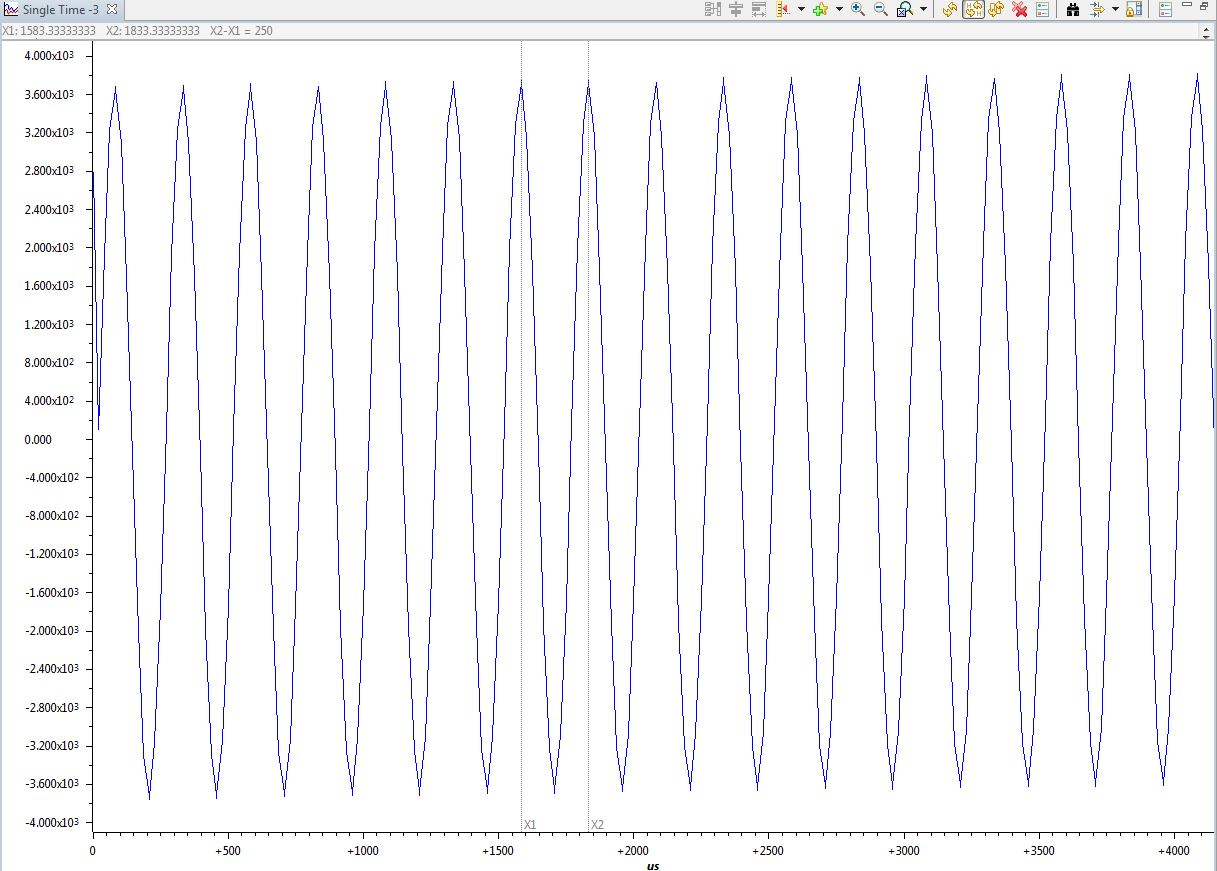 Single Time -3
X1: 1583.33333333 X2: 1833.33333333 X2-X1 = 250
4.000x10³
3.600x10³
3.200x10³
2.800x10³
2.400x10³
2.000x10³
1.600x10³
1.200x10³
8.000x10²
4.000x10²
0.000
-4.000x10²
-8.000x10²
-1.200x10³
-1.600x10³
-2.000x10³
-2.400x10³
-2.800x10³
-3.200x10³
-3.600x10³
-4.000x10³
X1 X2
0 +500 +1000 +1500 +2000 +2500 +3000 +3500 +4000
us